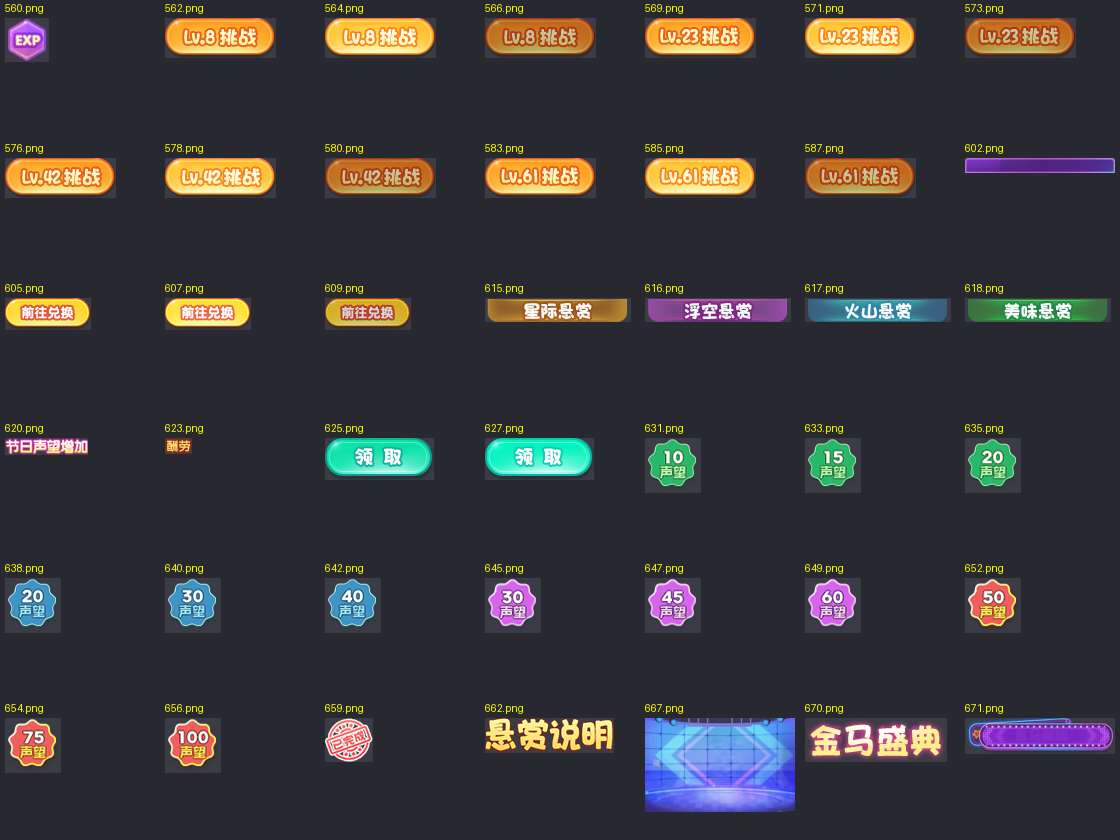 560.png
562.png
564.png
566.png
569.png
571.png
573.png
EXP
Lv.8 挑战
Lv.8 挑战
Lv.8 挑战
Lv.23 挑战
Lv.23 挑战
Lv.23 挑战
576.png
578.png
580.png
583.png
585.png
587.png
602.png
Lv.42 挑战
Lv.42 挑战
Lv.42 挑战
Lv.61 挑战
Lv.61 挑战
Lv.61 挑战
605.png
607.png
609.png
615.png
616.png
617.png
618.png
前往兑换
前往兑换
前往兑换
星际悬赏
浮空悬赏
火山悬赏
美味悬赏
620.png
623.png
625.png
627.png
631.png
633.png
635.png
节日声望增加
酬劳
领取
领取
10
声望
15
声望
20
声望
638.png
640.png
642.png
645.png
647.png
649.png
652.png
20
声望
30
声望
40
声望
30
声望
45
声望
60
声望
50
声望
654.png
656.png
659.png
662.png
667.png
670.png
671.png
75
声望
100
声望
已完成
悬赏说明
金马盛典